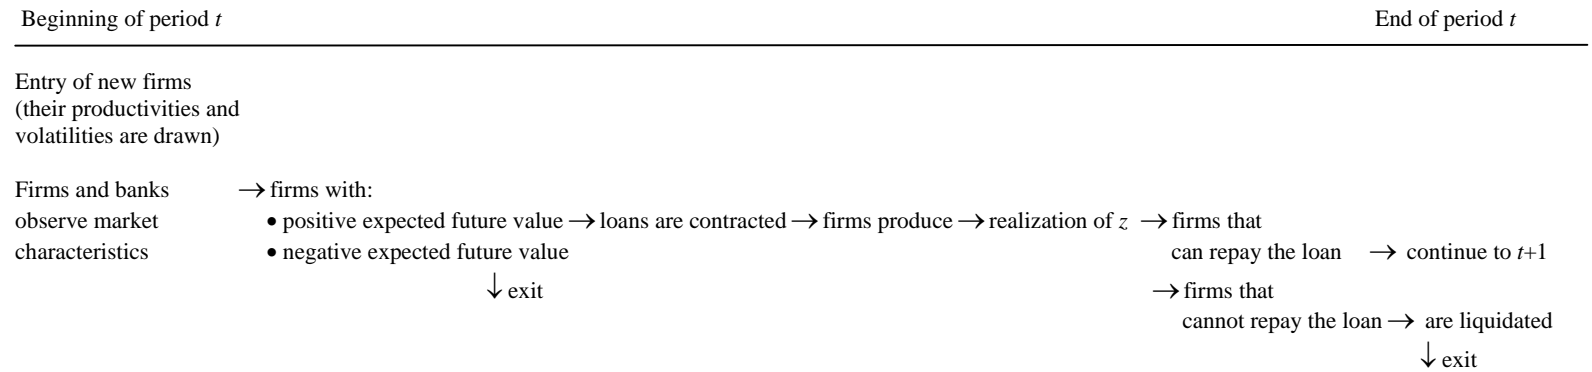 Beginning of period t End of period t
Entry of new firms
(their productivities and
volatilities are drawn)
Firms and banks → firms with:
observe market • positive expected future value → loans are contracted → firms produce → realization of z → firms that
characteristics • negative expected future value can repay the loan → continue to t+1
↓ exit → firms that
cannot repay the loan → are liquidated
↓ exit